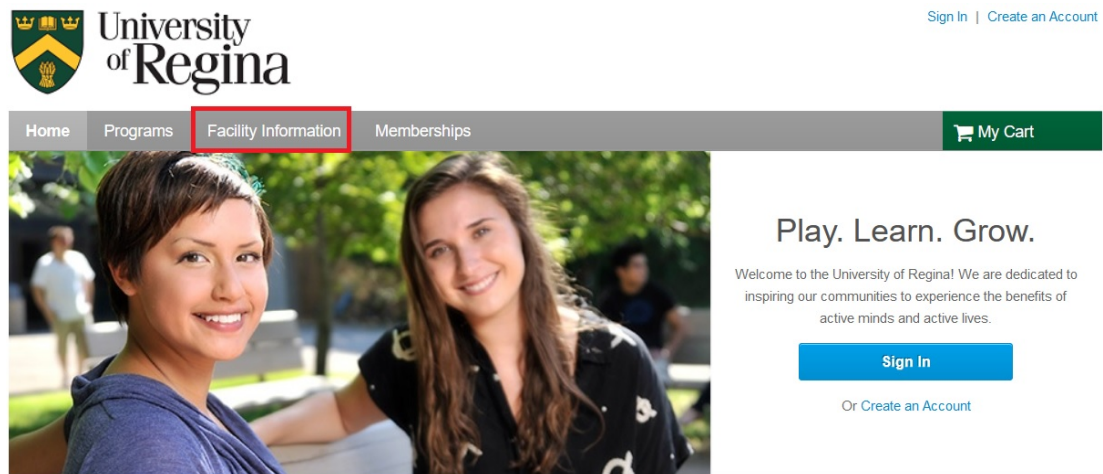 University
of Regina
Sign In | Create an Account
Home Programs Facility Information Memberships My Cart
Play. Learn. Grow.
Welcome to the University of Regina! We are dedicated to
inspiring our communities to experience the benefits of
active minds and active lives.
Sign In
Or Create an Account